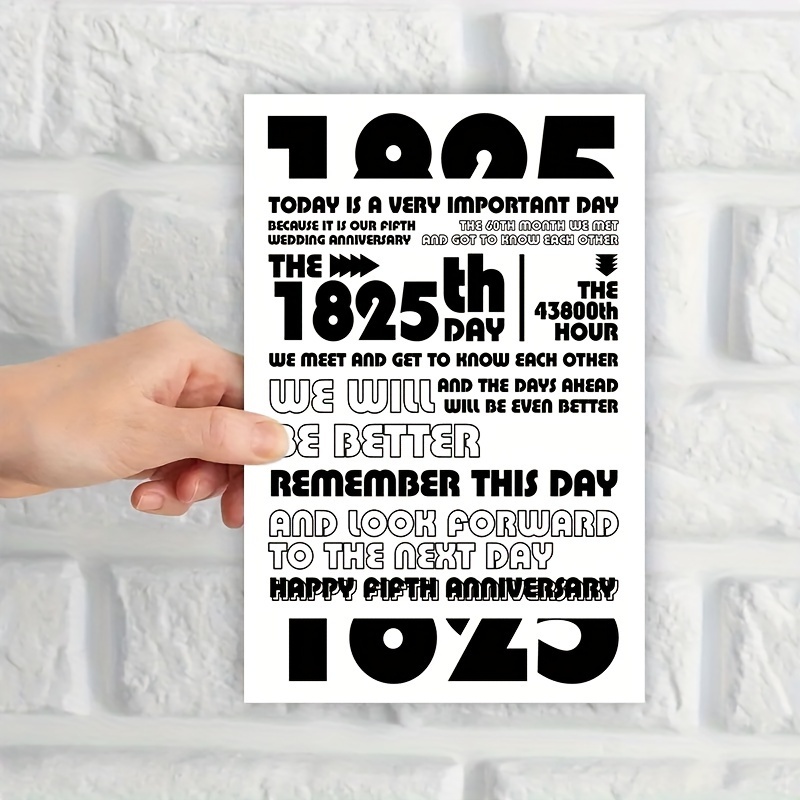 1825
TODAY IS A VERY IMPORTANT DAY
BECAUSE IT IS OUR FIFTH
WEDDING ANNIVERSARY
THE 60TH MONTH WE MET
AND GOT TO KNOW EACH OTHER
THE
1825th
DAY
THE
43800th
HOUR
WE MEET AND GET TO KNOW EACH OTHER
WE WILL
BE BETTER
AND THE DAYS AHEAD
WILL BE EVEN BETTER
REMEMBER THIS DAY
AND LOOK FORWARD
TO THE NEXT DAY
HAPPY FIFTH ANNIVERSARY
1825